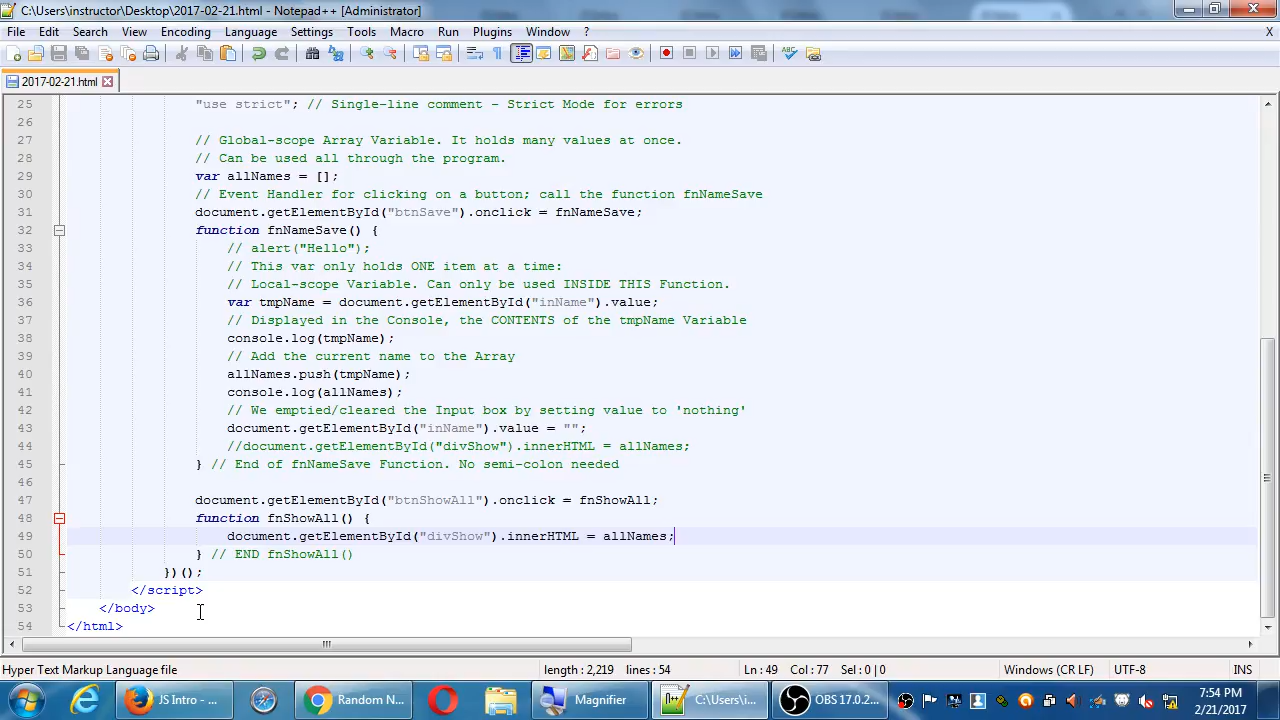 C:\Users\instructor\Desktop\2017-02-21.html - Notepad++ [Administrator]
File Edit Search View Encoding Language Settings Tools Macro Run Plugins Window ? X
2017-02-21.html
25 "use strict"; // Single-line comment - Strict Mode for errors
26
27 // Global-scope Array Variable. It holds many values at once.
28 // Can be used all through the program.
29 var allNames = [];
30 // Event Handler for clicking on a button; call the function fnNameSave
31 document.getElementById("btnSave").onclick = fnNameSave;
32 function fnNameSave() {
33 // alert("Hello");
34 // This var only holds ONE item at a time:
35 // Local-scope Variable. Can only be used INSIDE THIS Function.
36 var tmpName = document.getElementById("inName").value;
37 // Displayed in the Console, the CONTENTS of the tmpName Variable
38 console.log(tmpName);
39 // Add the current name to the Array
40 allNames.push(tmpName);
41 console.log(allNames);
42 // We emptied/cleared the Input box by setting value to 'nothing'
43 document.getElementById("inName").value = "";
44 //document.getElementById("divShow").innerHTML = allNames;
45 } // End of fnNameSave Function. No semi-colon needed
46
47 document.getElementById("btnShowAll").onclick = fnShowAll;
48 function fnShowAll() {
49 document.getElementById("divShow").innerHTML = allNames;
50 } // END fnShowAll()
51 })();
52 </script>
53 </body>
54 </html>
Hyper Text Markup Language file length : 2,219 lines : 54 Ln : 49 Col : 77 Sel : 0 | 0 Windows (CR LF) UTF-8 INS
JS Intro - ... Random N... Magnifier C:\Users\i... OBS 17.0.2... 7:54 PM
2/21/2017